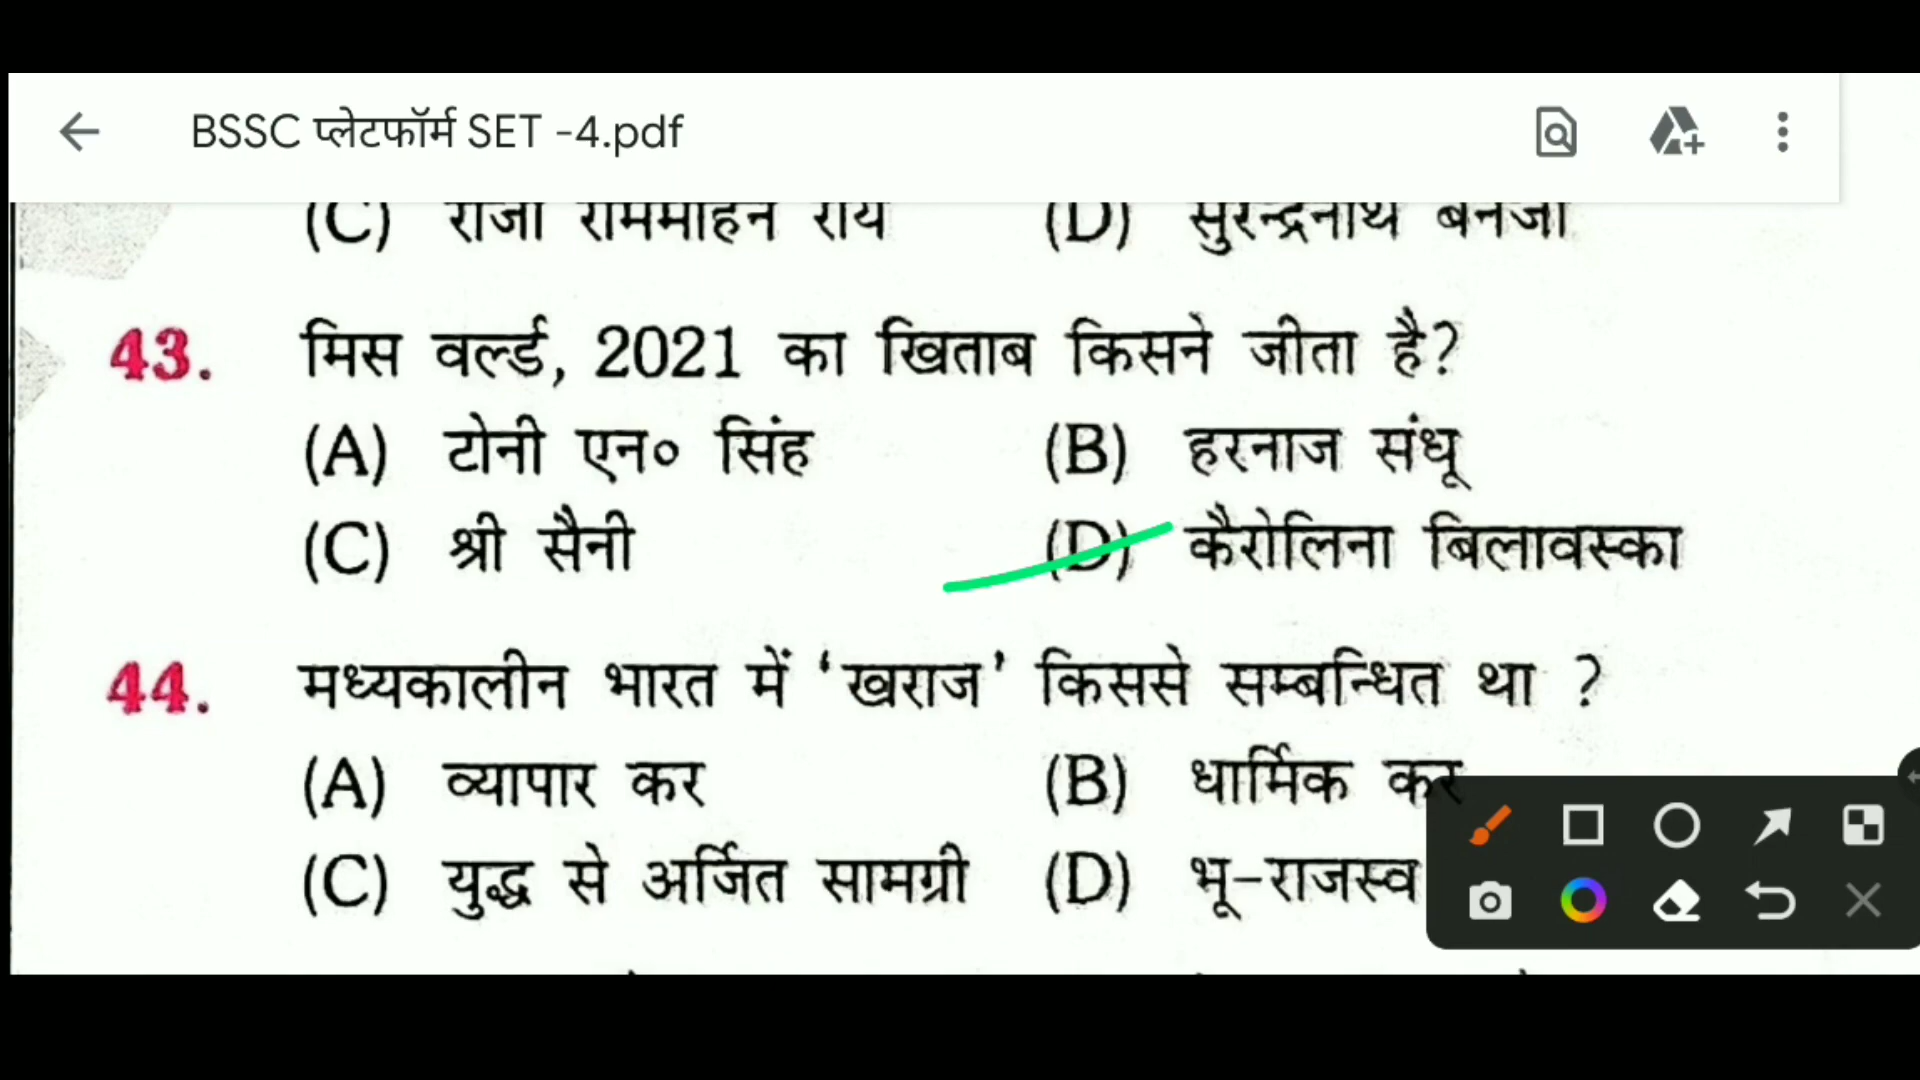 BSSC प्लेटफॉर्म SET -4.pdf
(C) राजा राममोहन राय (D) सुरेन्द्रनाथ बनर्जी
43. मिस वर्ल्ड, 2021 का खिताब किसने जीता है?
(A) टोनी एन० सिंह (B) हरनाज संधू
(C) श्री सैनी (D) कैरोलिना बिलावस्का
44. मध्यकालीन भारत में ‘खराज’ किससे सम्बन्धित था ?
(A) व्यापार कर (B) धार्मिक कर
(C) युद्ध से अर्जित सामग्री (D) भू-राजस्व